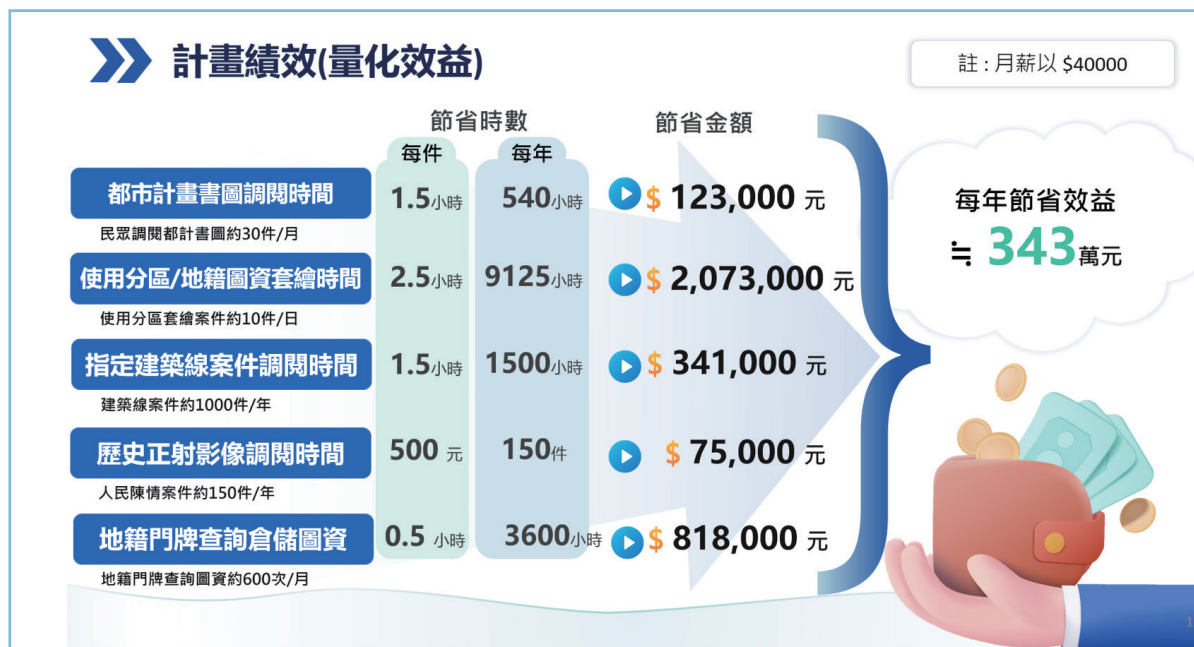 計畫績效(量化效益)
註 : 月薪以 $40000
節省時數
節省金額
每件
每年
都市計畫書圖調閱時間
1.5小時
540小時
$ 123,000 元
民眾調閱都計書圖約30件/月
使用分區/地籍圖資套繪時間
2.5小時
9125小時
$ 2,073,000 元
使用分區套繪案件約10件/日
指定建築線案件調閱時間
1.5小時
1500小時
$ 341,000 元
建築線案件約1000件/年
歷史正射影像調閱時間
500 元
150件
$ 75,000 元
人民陳情案件約150件/年
地籍門牌查詢倉儲圖資
0.5 小時
3600小時
$ 818,000 元
地籍門牌查詢圖資約600次/月
每年節省效益
≒ 343萬元
1